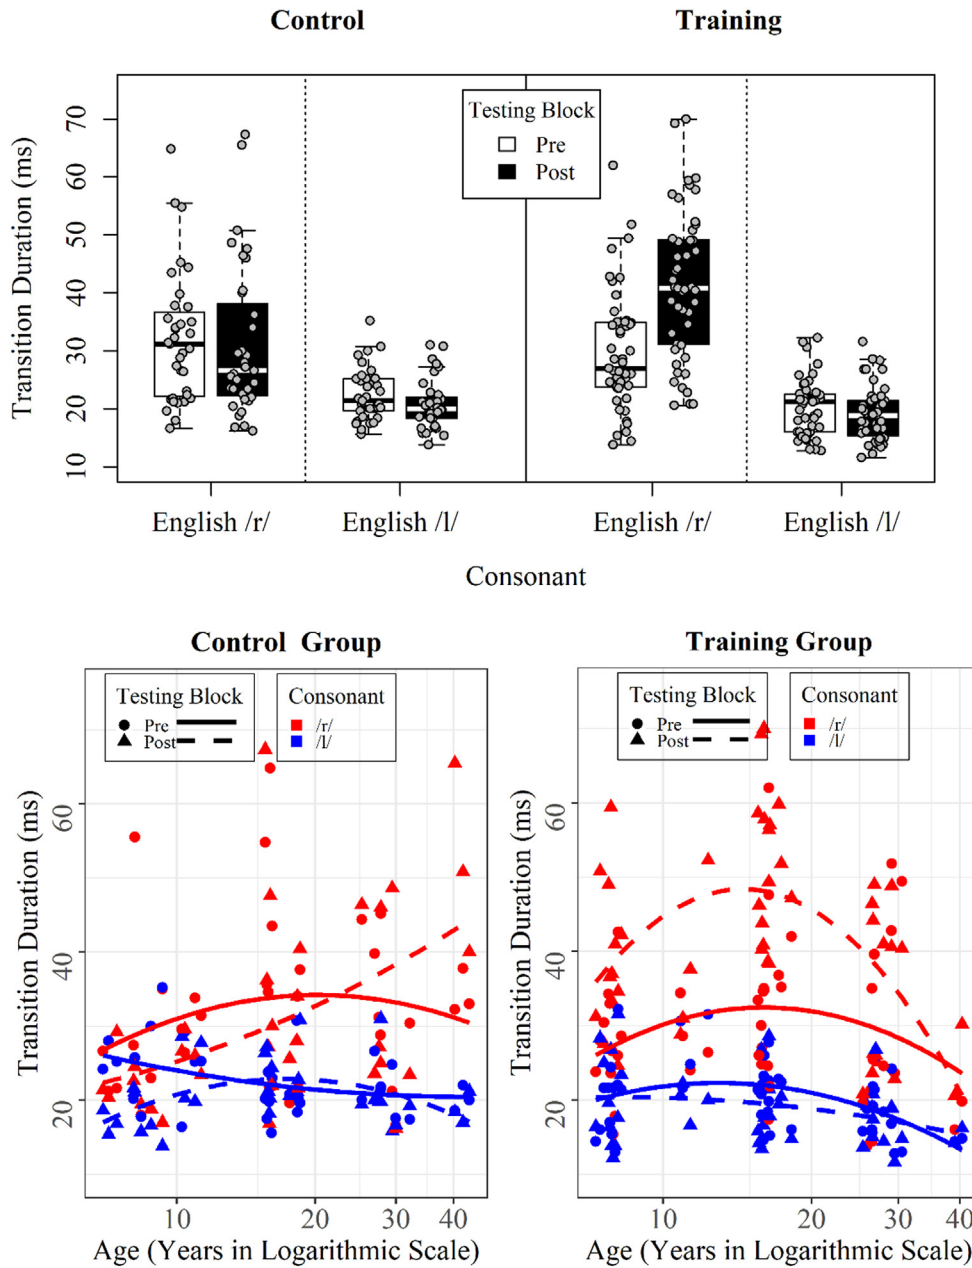 Control Training
Transition Duration (ms)
70
60
50
40
30
20
10
Testing Block
Pre
Post
English /r/ English /l/ English /r/ English /l/
Consonant
Control Group
Transition Duration (ms)
60
40
20
Testing Block
Pre
Post
Consonant
/r/
/l/
10 20 30 40
Age (Years in Logarithmic Scale)
Training Group
Transition Duration (ms)
60
40
20
Testing Block
Pre
Post
Consonant
/r/
/l/
10 20 30 40
Age (Years in Logarithmic Scale)